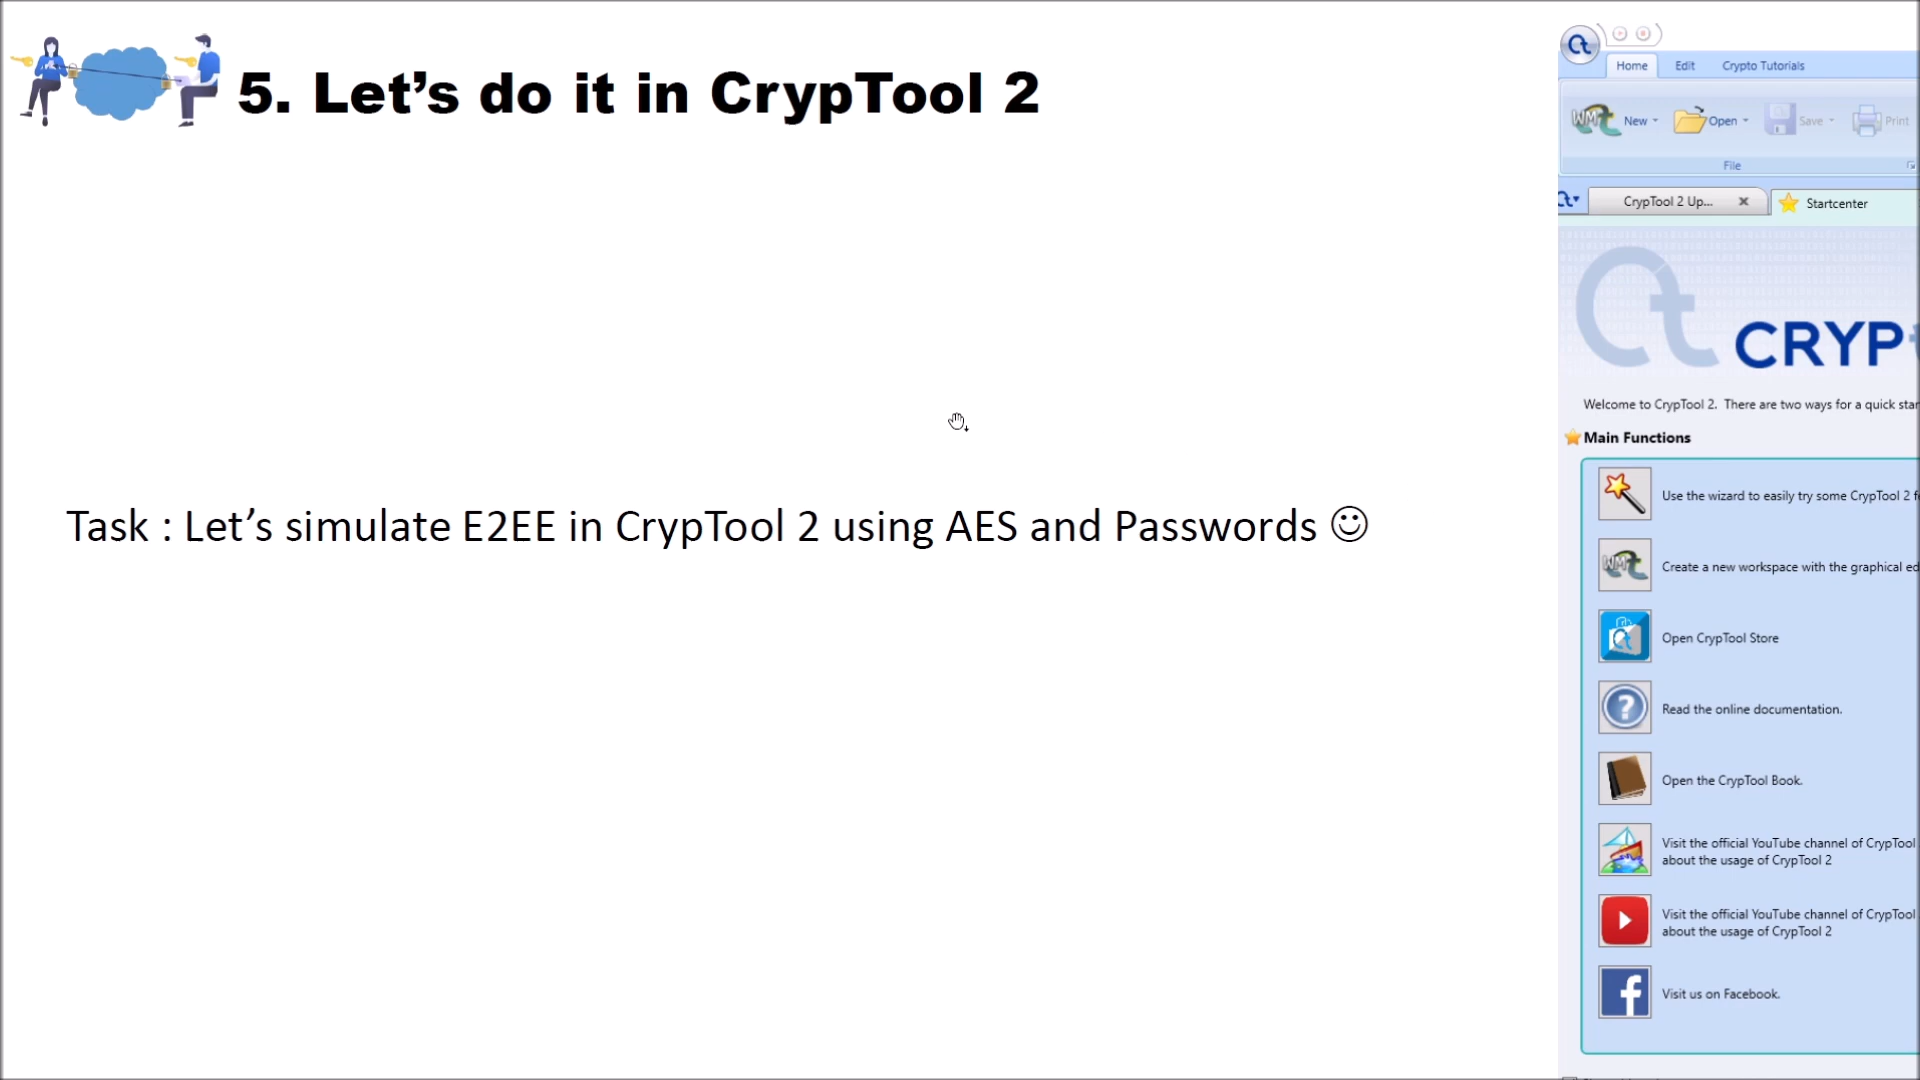 5. Let's do it in CrypTool 2
Task : Let's simulate E2EE in CrypTool 2 using AES and Passwords ☺
Home Edit Crypto Tutorials
New Open Save Print
File
CrypTool 2 Up... Startcenter
CRYP
Welcome to CrypTool 2. There are two ways for a quick star
Main Functions
Use the wizard to easily try some CrypTool 2 f
Create a new workspace with the graphical ed
Open CrypTool Store
Read the online documentation.
Open the CrypTool Book.
Visit the official YouTube channel of CrypTool
about the usage of CrypTool 2
Visit the official YouTube channel of CrypTool
about the usage of CrypTool 2
Visit us on Facebook.